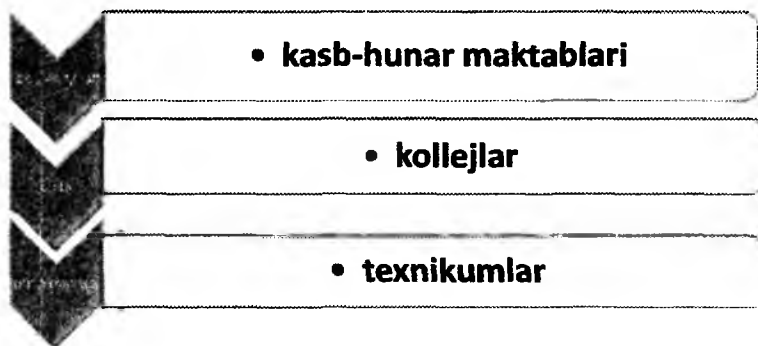 • kasb-hunar maktablari
• kollejlar
• texnikumlar